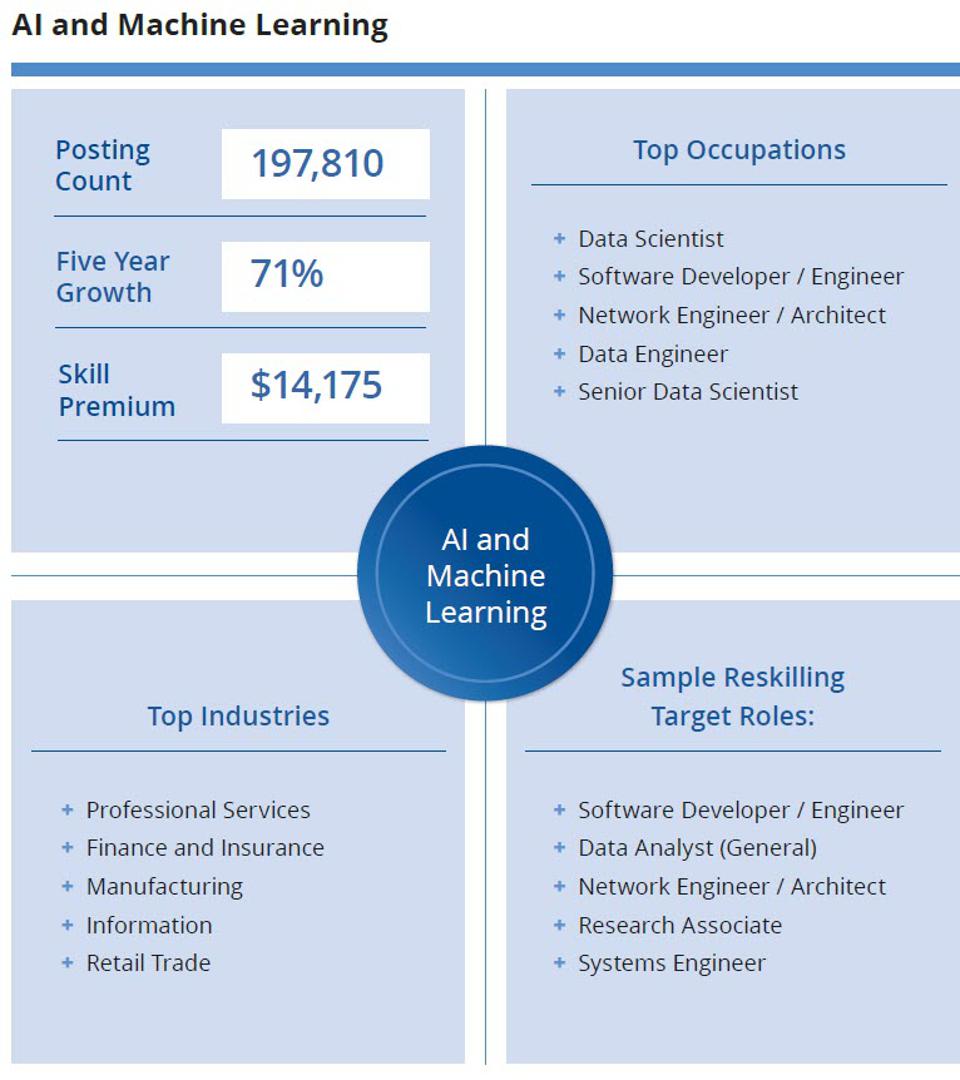 AI and Machine Learning
Posting
Count
197,810
Five Year
Growth
71%
Skill
Premium
$14,175
Top Occupations
+ Data Scientist
+ Software Developer / Engineer
+ Network Engineer / Architect
+ Data Engineer
+ Senior Data Scientist
AI and
Machine
Learning
Top Industries
+ Professional Services
+ Finance and Insurance
+ Manufacturing
+ Information
+ Retail Trade
Sample Reskilling
Target Roles:
+ Software Developer / Engineer
+ Data Analyst (General)
+ Network Engineer / Architect
+ Research Associate
+ Systems Engineer